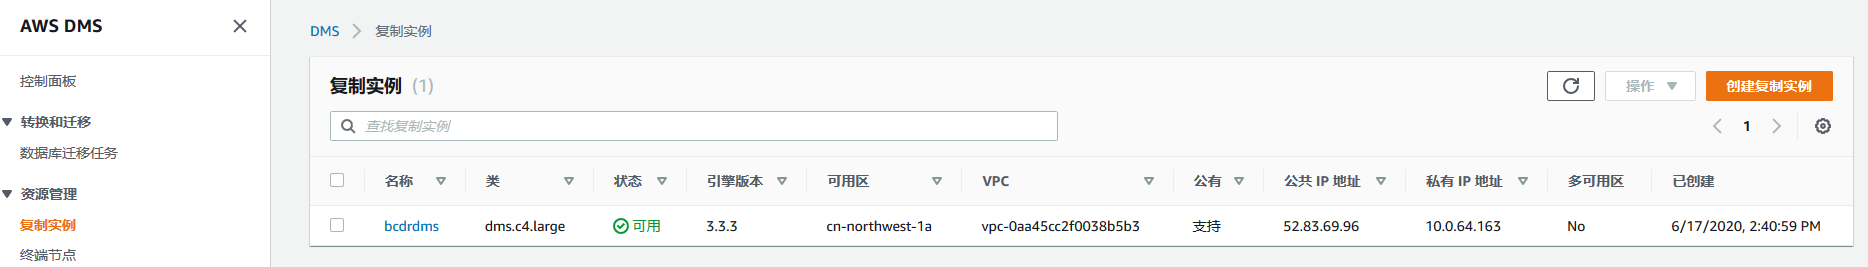 AWS DMS
控制面板
转换和迁移
数据库迁移任务
资源管理
复制实例
终端节点
DMS 复制实例
复制实例 (1)
操作
创建复制实例
查找复制实例
1
名称 类 状态 引擎版本 可用区 VPC 公有 公共 IP 地址 私有 IP 地址 多可用区 已创建
bcdrdms dms.c4.large 可用 3.3.3 cn-northwest-1a vpc-0aa45cc2f0038b5b3 支持 52.83.69.96 10.0.64.163 No 6/17/2020, 2:40:59 PM